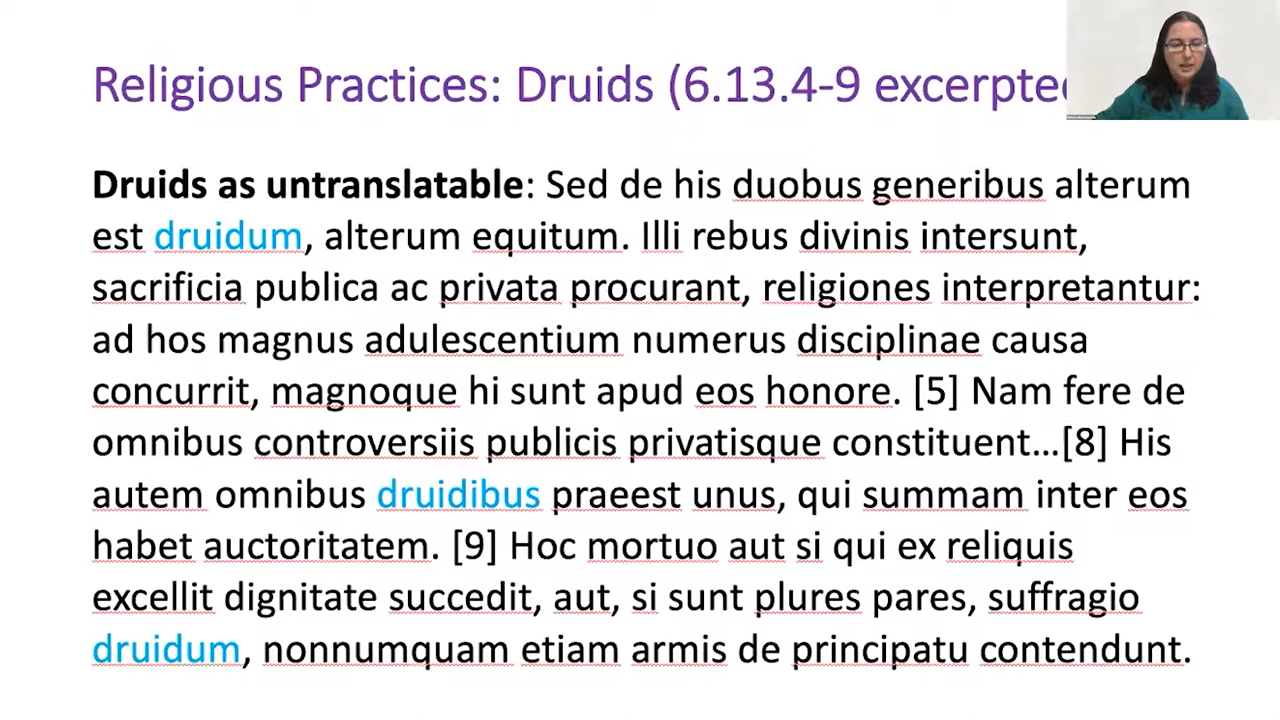 Religious Practices: Druids (6.13.4-9 excerpted
Druids as untranslatable: Sed de his duobus generibus alterum
est druidum, alterum equitum. Illi rebus divinis intersunt,
sacrificia publica ac privata procurant, religiones interpretantur:
ad hos magnus adulescentium numerus disciplinae causa
concurrit, magnoque hi sunt apud eos honore. [5] Nam fere de
omnibus controversiis publicis privatisque constituent...[8] His
autem omnibus druidibus praeest unus, qui summam inter eos
habet auctoritatem. [9] Hoc mortuo aut si qui ex reliquis
excellit dignitate succedit, aut, si sunt plures pares, suffragio
druidum, nonnumquam etiam armis de principatu contendunt.